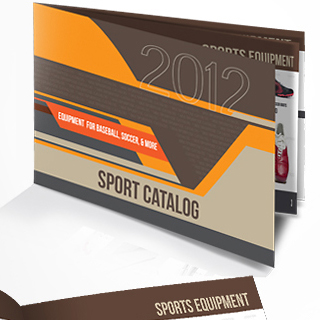 2012
SPORTS EQUIPMENT
EQUIPMENT FOR BASEBALL, SOCCER, & MORE
SPORT CATALOG
SPORTS EQUIPMENT